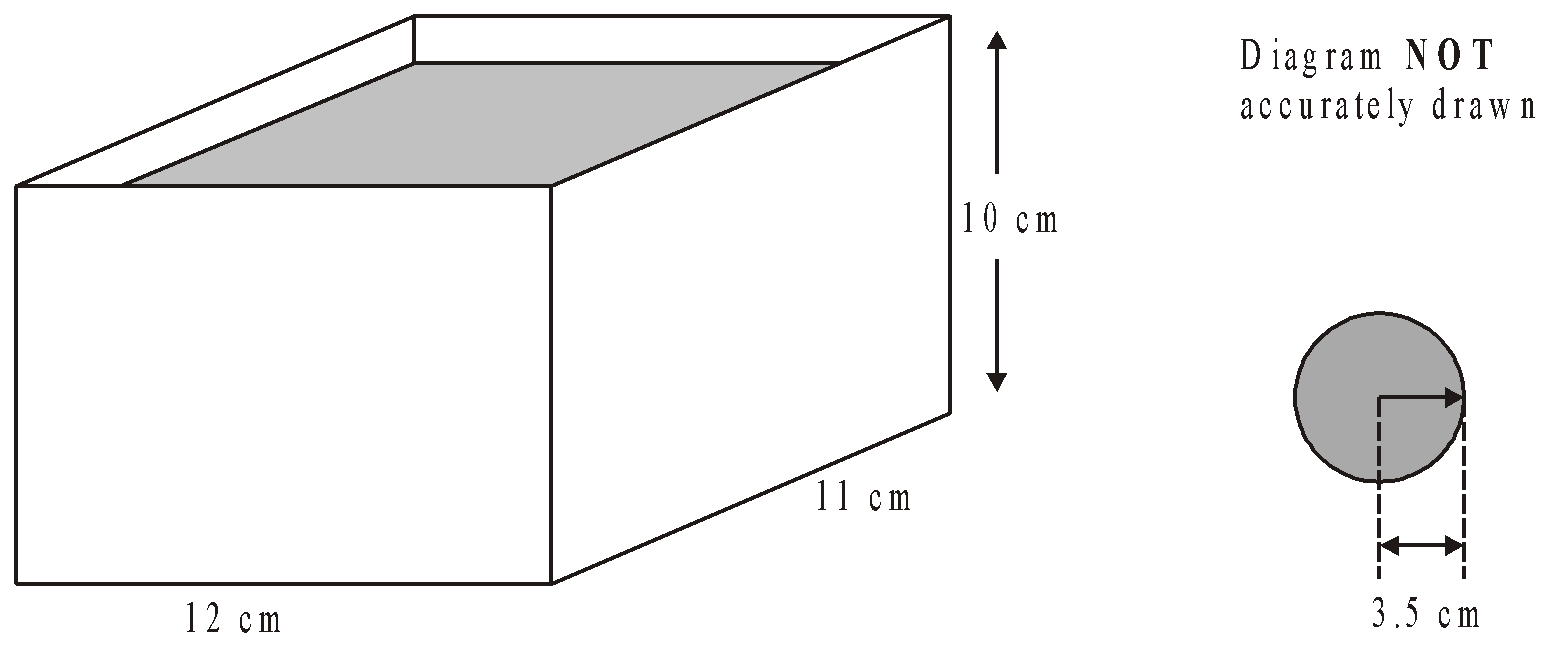 Diagram NOT
accurately drawn
10 cm
11 cm
12 cm
3.5 cm